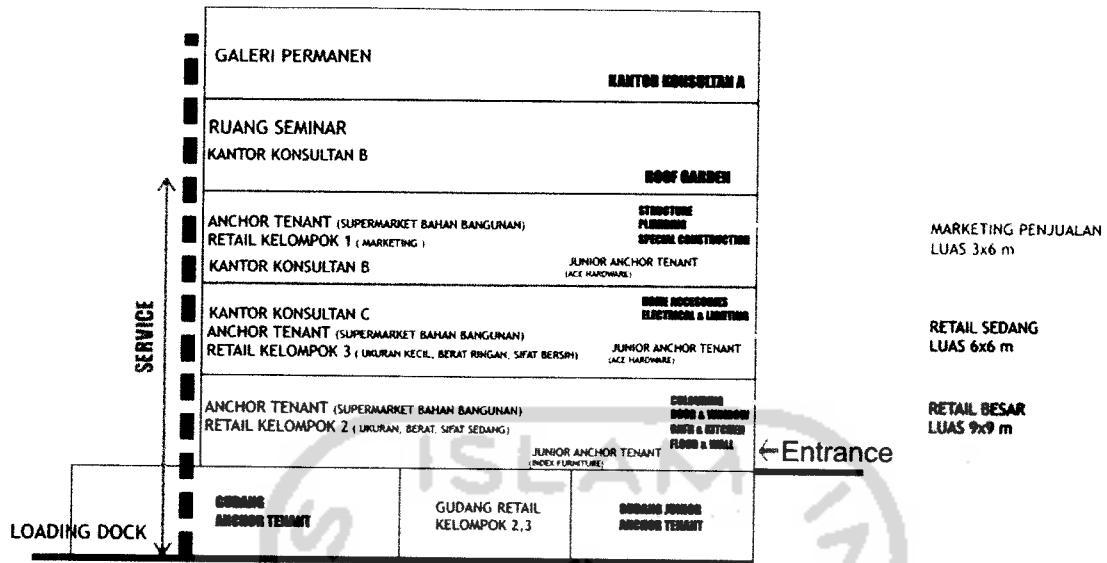 GALERI PERMANEN
KANTOR KONSULTAN A
RUANG SEMINAR
KANTOR KONSULTAN B
ROOF GARDEN
ANCHOR TENANT (SUPERMARKET BAHAN BANGUNAN)
RETAIL KELOMPOK 1 ( MARKETING )
KANTOR KONSULTAN B
STRUCTURE
PLUMBING
SPECIAL CONSTRUCTION
JUNIOR ANCHOR TENANT
(ACE HARDWARE)
MARKETING PENJUALAN
LUAS 3x6 m
KANTOR KONSULTAN C
ANCHOR TENANT (SUPERMARKET BAHAN BANGUNAN)
RETAIL KELOMPOK 3 ( UKURAN KECIL, BERAT RINGAN, SIFAT BERSIH)
HOME ACCESORIES
ELECTRICAL & LIGHTING
JUNIOR ANCHOR TENANT
(ACE HARDWARE)
RETAIL SEDANG
LUAS 6x6 m
ANCHOR TENANT (SUPERMARKET BAHAN BANGUNAN)
RETAIL KELOMPOK 2 ( UKURAN, BERAT, SIFAT SEDANG)
COLOURING
DOOR & WINDOW
BATH & KITCHEN
FLOOR & WALL
JUNIOR ANCHOR TENANT
(INDEX FURNITURE)
RETAIL BESAR
LUAS 9x9 m
←Entrance
SERVICE
GUDANG
ANCHOR TENANT
GUDANG RETAIL
KELOMPOK 2,3
GUDANG JUNIOR
ANCHOR TENANT
LOADING DOCK
ISLAM